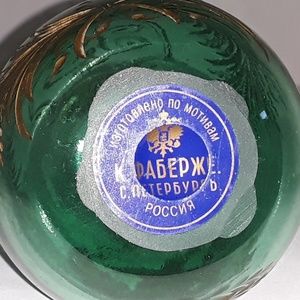 ИЗГОТОВЛЕНО ПО МОТИВАМ
К. ФАБЕРЖЕ
С. ПЕТЕРБУРГЪ
РОССИЯ